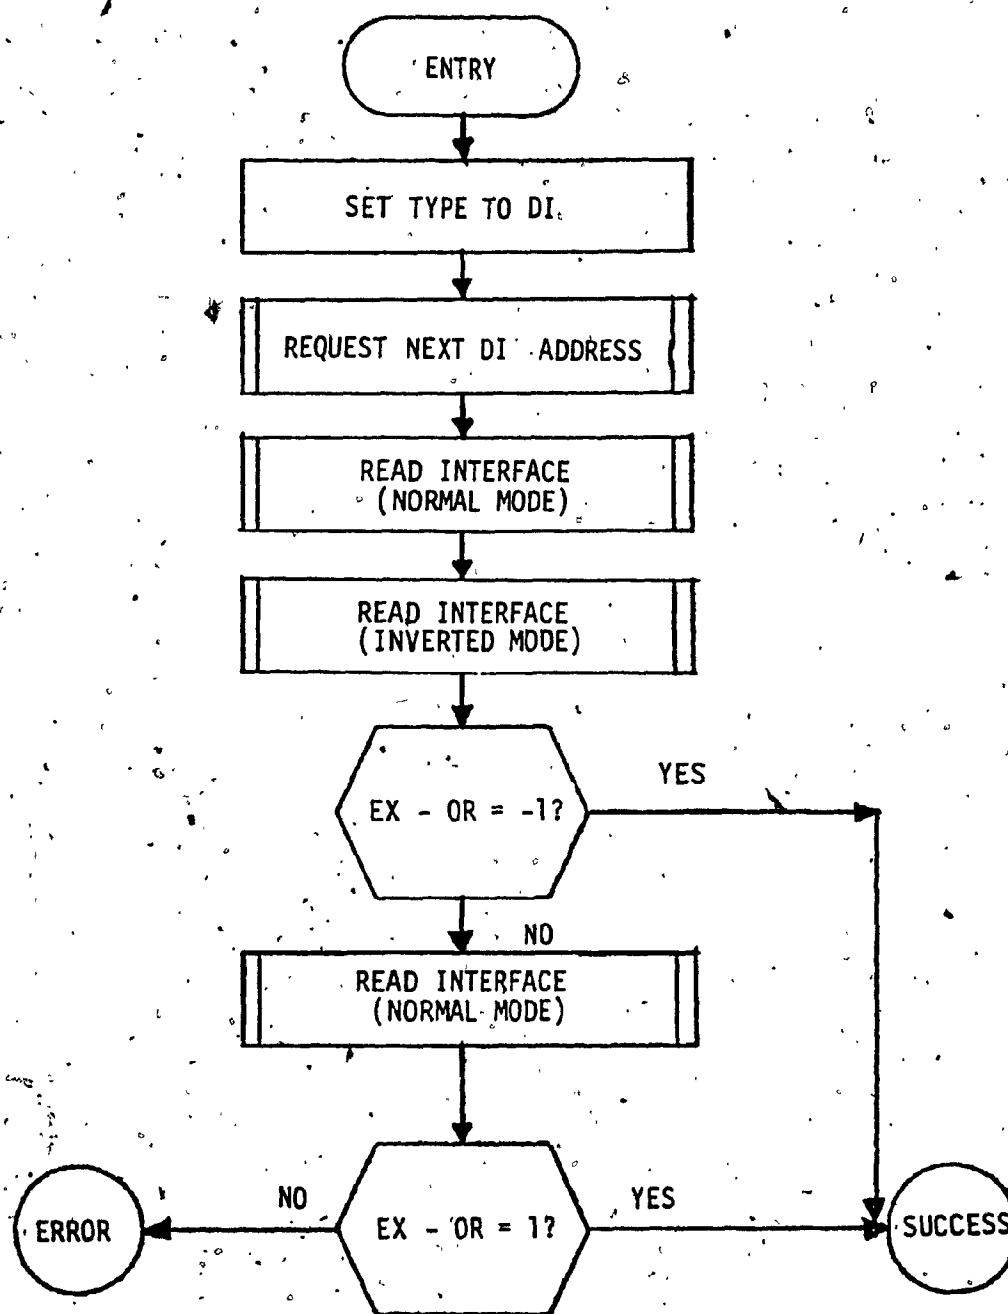 ENTRY
SET TYPE TO DI
REQUEST NEXT DI ADDRESS
READ INTERFACE
(NORMAL MODE)
READ INTERFACE
(INVERTED MODE)
EX - OR = -1?
YES
NO
READ INTERFACE
(NORMAL MODE)
EX - OR = 1?
NO
YES
ERROR
SUCCESS